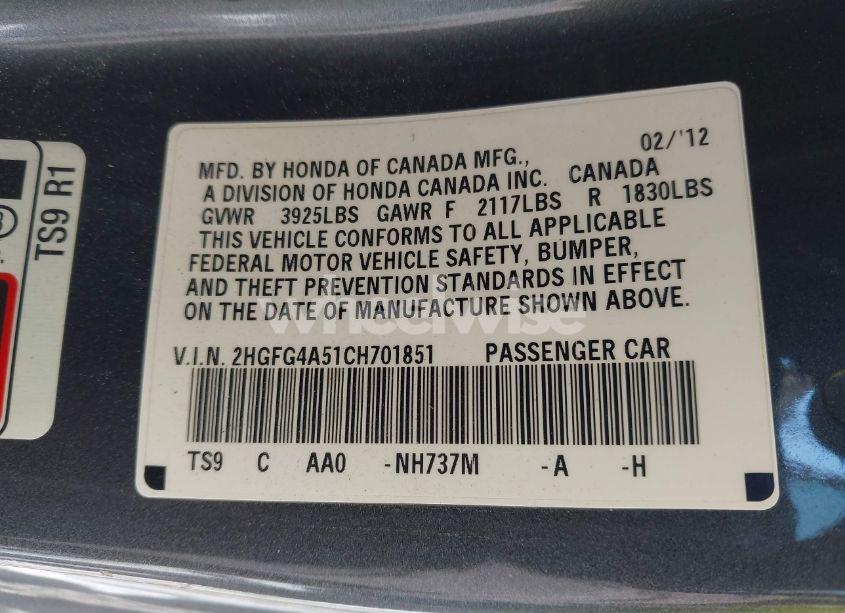 02/'12
MFD. BY HONDA OF CANADA MFG.,
A DIVISION OF HONDA CANADA INC. CANADA
GVWR 3925LBS GAWR F 2117LBS R 1830LBS
THIS VEHICLE CONFORMS TO ALL APPLICABLE
FEDERAL MOTOR VEHICLE SAFETY, BUMPER,
AND THEFT PREVENTION STANDARDS IN EFFECT
ON THE DATE OF MANUFACTURE SHOWN ABOVE.
wheelwise
V.I.N. 2HGFG4A51CH701851 PASSENGER CAR
TS9 C AA0 -NH737M -A -H
TS9 R1